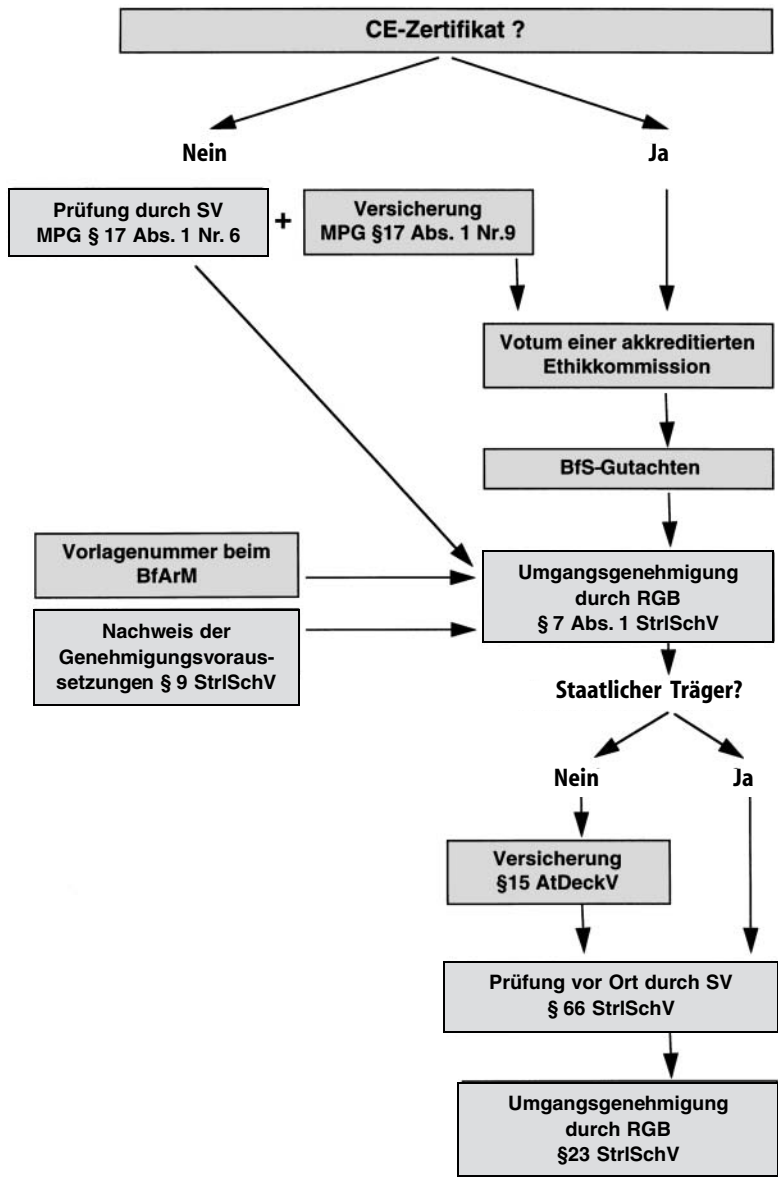 CE-Zertifikat ?
Nein
Ja
Prüfung durch SV
MPG § 17 Abs. 1 Nr. 6
+
Versicherung
MPG §17 Abs. 1 Nr.9
Votum einer akkreditierten
Ethikkommission
BfS-Gutachten
Vorlagenummer beim
BfArM
Umgangsgenehmigung
durch RGB
§ 7 Abs. 1 StrlSchV
Nachweis der
Genehmigungsvoraus-
setzungen § 9 StrlSchV
Staatlicher Träger?
Nein
Ja
Versicherung
§15 AtDeckV
Prüfung vor Ort durch SV
§ 66 StrlSchV
Umgangsgenehmigung
durch RGB
§23 StrlSchV